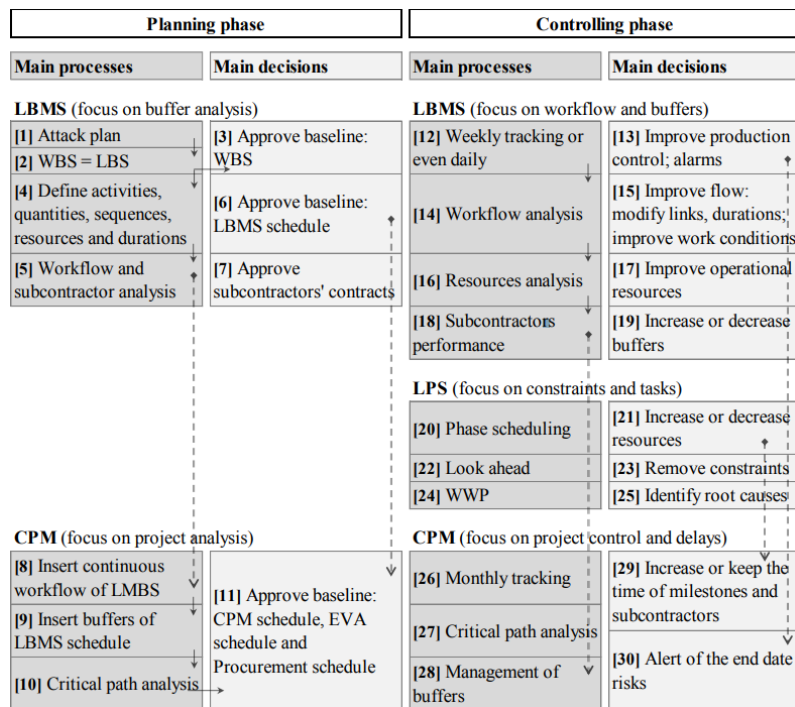 Planning phase
Controlling phase
Main processes
Main decisions
Main processes
Main decisions
LBMS (focus on buffer analysis)
[1] Attack plan
[2] WBS = LBS
[4] Define activities,
quantities, sequences,
resources and durations
[5] Workflow and
subcontractor analysis
[3] Approve baseline:
WBS
[6] Approve baseline:
LBMS schedule
[7] Approve
subcontractors' contracts
LBMS (focus on workflow and buffers)
[12] Weekly tracking or
even daily
[14] Workflow analysis
[16] Resources analysis
[18] Subcontractors
performance
[13] Improve production
control; alarms
[15] Improve flow:
modify links, durations;
improve work conditions
[17] Improve operational
resources
[19] Increase or decrease
buffers
LPS (focus on constraints and tasks)
[20] Phase scheduling
[22] Look ahead
[24] WWP
[21] Increase or decrease
resources
[23] Remove constraints
[25] Identify root causes
CPM (focus on project analysis)
[8] Insert continuous
workflow of LMBS
[9] Insert buffers of
LBMS schedule
[10] Critical path analysis
[11] Approve baseline:
CPM schedule, EVA
schedule and
Procurement schedule
CPM (focus on project control and delays)
[26] Monthly tracking
[27] Critical path analysis
[28] Management of
buffers
[29] Increase or keep the
time of milestones and
subcontractors
[30] Alert of the end date
risks